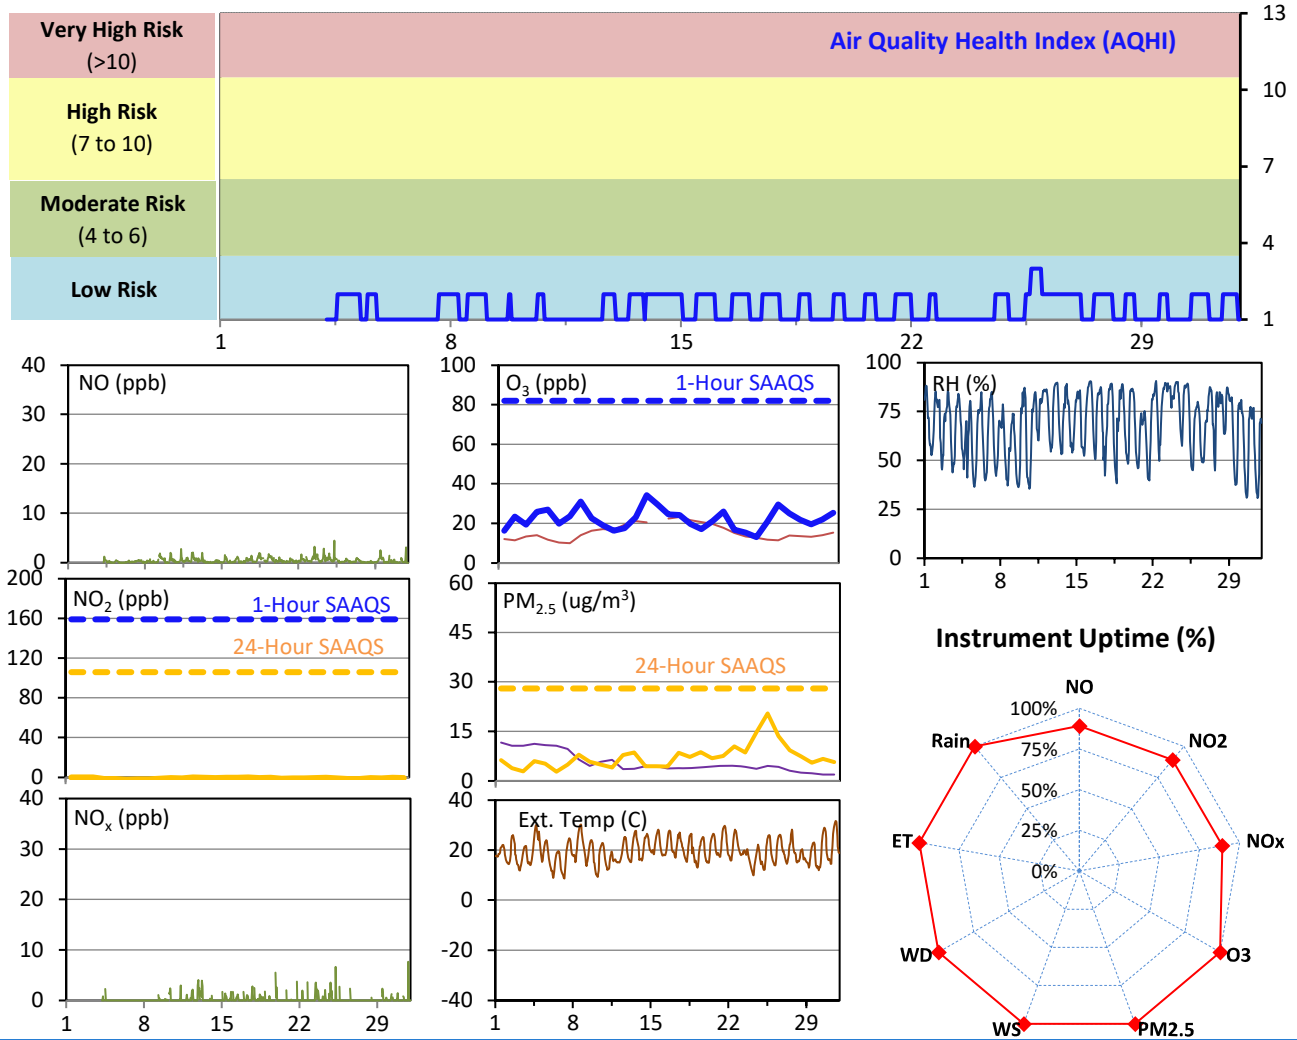 Very High Risk
(>10)
High Risk
(7 to 10)
Moderate Risk
(4 to 6)
Low Risk
Air Quality Health Index (AQHI)
13
10
7
4
1
1 8 15 22 29
NO (ppb)
40
30
20
10
0
O3 (ppb)
1-Hour SAAQS
100
80
60
40
20
0
RH (%)
100
75
50
25
0
1 8 15 22 29
NO2 (ppb)
1-Hour SAAQS
24-Hour SAAQS
200
160
120
80
40
0
PM2.5 (ug/m3)
24-Hour SAAQS
60
45
30
15
0
NOx (ppb)
40
30
20
10
0
1 8 15 22 29
Ext. Temp (C)
40
20
0
-20
-40
1 8 15 22 29
Instrument Uptime (%)
NO
NO2
NOx
O3
PM2.5
WS
WD
ET
Rain
100%
75%
50%
25%
0%